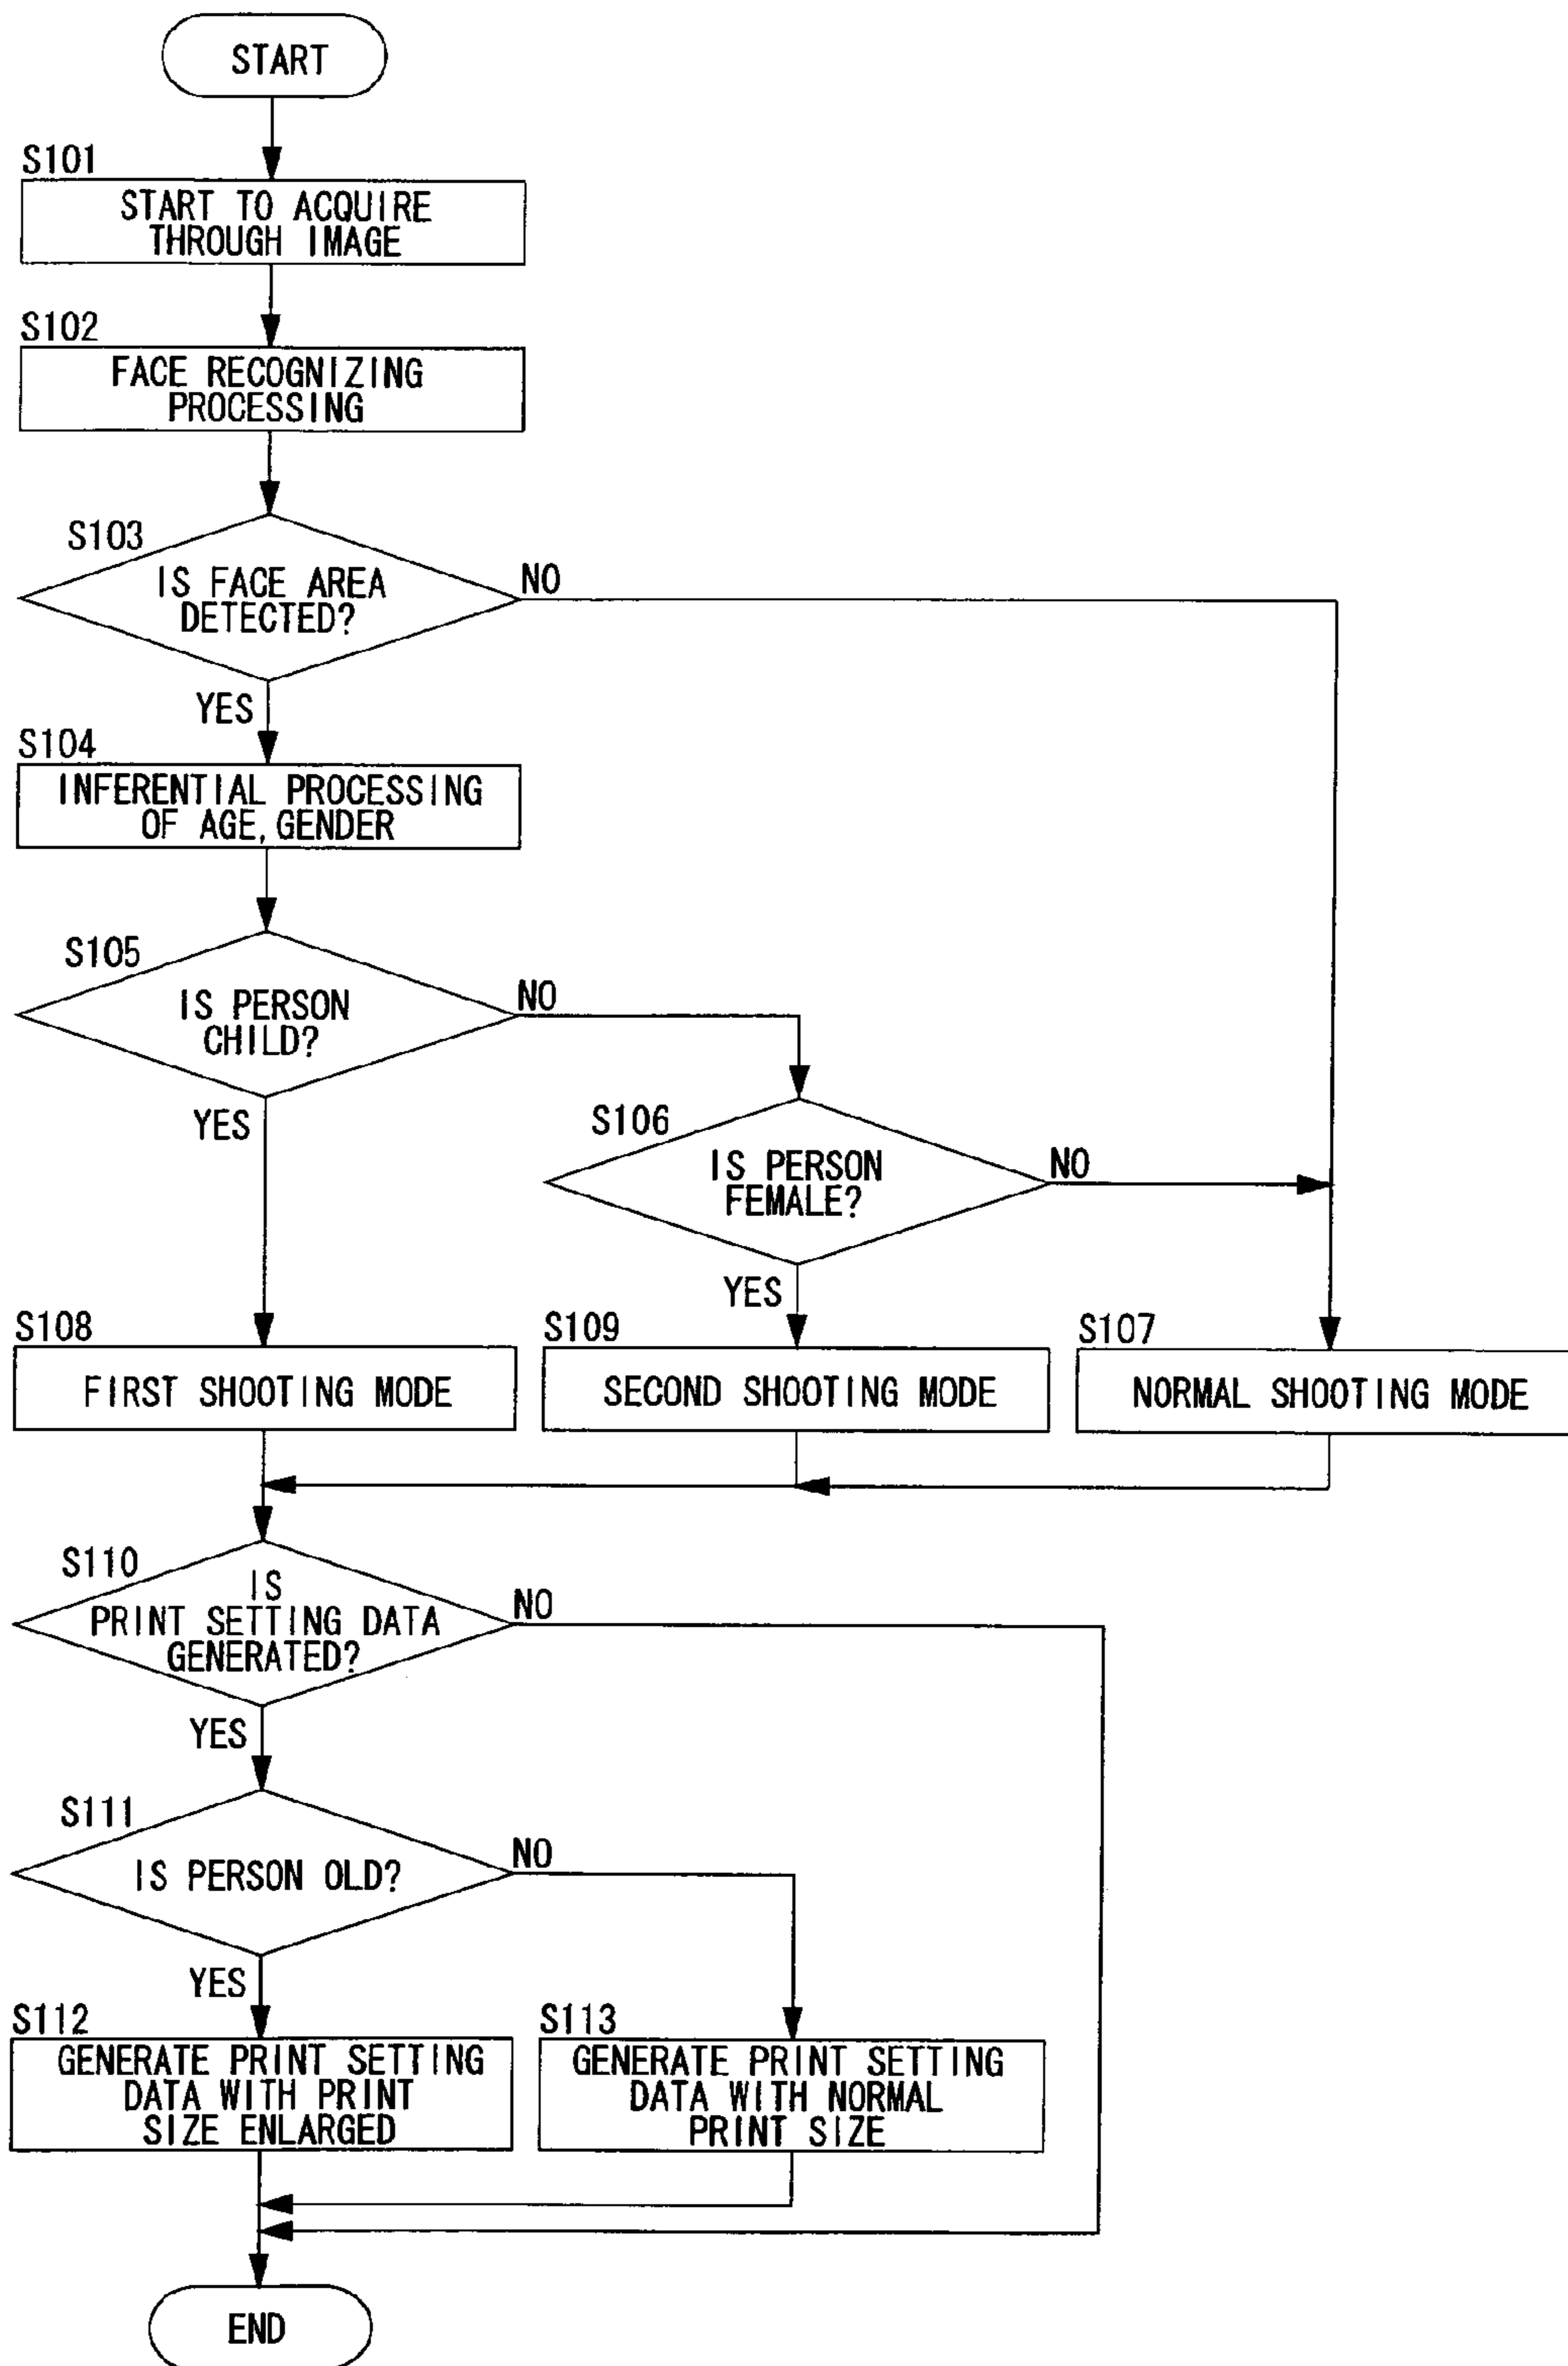 START
S101
START TO ACQUIRE
THROUGH IMAGE
S102
FACE RECOGNIZING
PROCESSING
S103
IS FACE AREA
DETECTED?
NO
YES
S104
INFERENTIAL PROCESSING
OF AGE, GENDER
S105
IS PERSON
CHILD?
NO
YES
S106
IS PERSON
FEMALE?
NO
YES
S108
FIRST SHOOTING MODE
S109
SECOND SHOOTING MODE
S107
NORMAL SHOOTING MODE
S110
IS
PRINT SETTING DATA
GENERATED?
NO
YES
S111
IS PERSON OLD?
NO
YES
S112
GENERATE PRINT SETTING
DATA WITH PRINT
SIZE ENLARGED
S113
GENERATE PRINT SETTING
DATA WITH NORMAL
PRINT SIZE
END